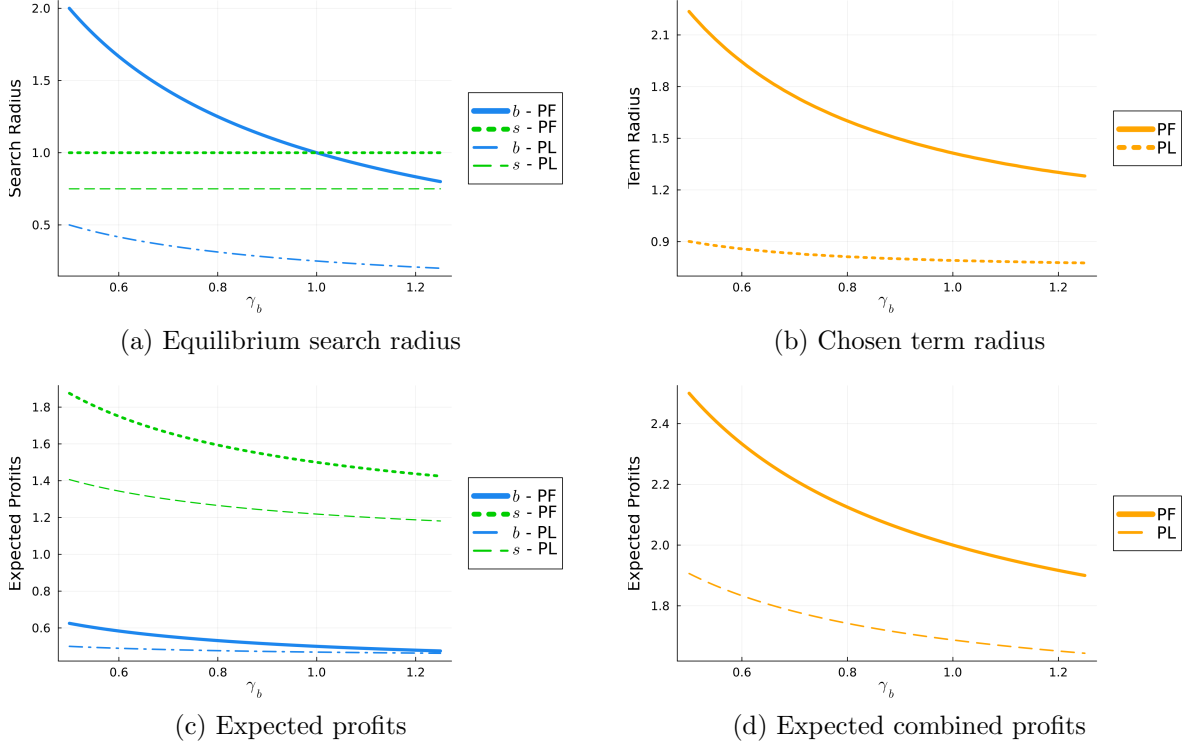 2.0
1.5
1.0
0.5
Search Radius
0.6
0.8
1.0
1.2
γ_b
b - PF
s - PF
b - PL
s - PL
(a) Equilibrium search radius
2.1
1.8
1.5
1.2
0.9
Term Radius
0.6
0.8
1.0
1.2
γ_b
PF
PL
(b) Chosen term radius
1.8
1.6
1.4
1.2
1.0
0.8
0.6
Expected Profits
0.6
0.8
1.0
1.2
γ_b
b - PF
s - PF
b - PL
s - PL
(c) Expected profits
2.4
2.2
2.0
1.8
Expected Profits
0.6
0.8
1.0
1.2
γ_b
PF
PL
(d) Expected combined profits